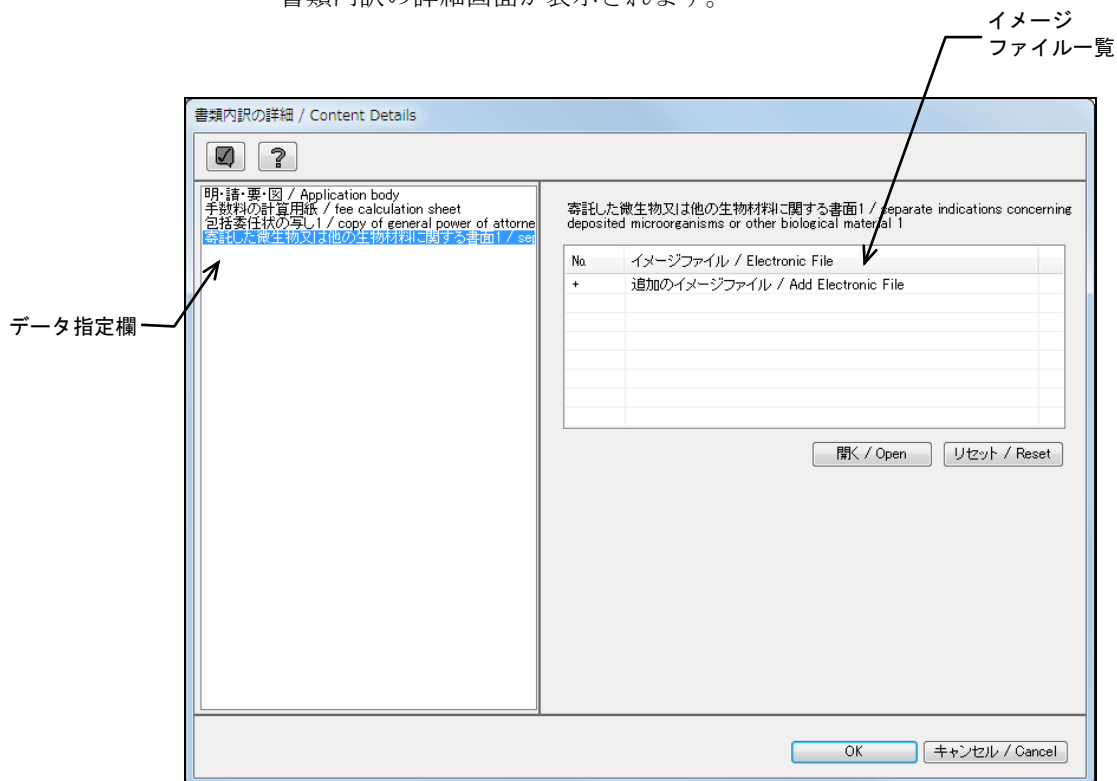 書類内訳の詳細画面が表示されます。
イメージ
ファイル一覧
書類内訳の詳細 / Content Details
?
明・請・要・図 / Application body
手数料の計算用紙 / fee calculation sheet
包括委任状の写し1 / copy of general power of attorne
寄託した微生物又は他の生物材料に関する書面1 / sep
寄託した微生物又は他の生物材料に関する書面1 / separate indications concerning
deposited microorganisms or other biological material 1
No. イメージファイル / Electronic File
+ 追加のイメージファイル / Add Electronic File
データ指定欄
開く / Open リセット / Reset
OK キャンセル / Cancel